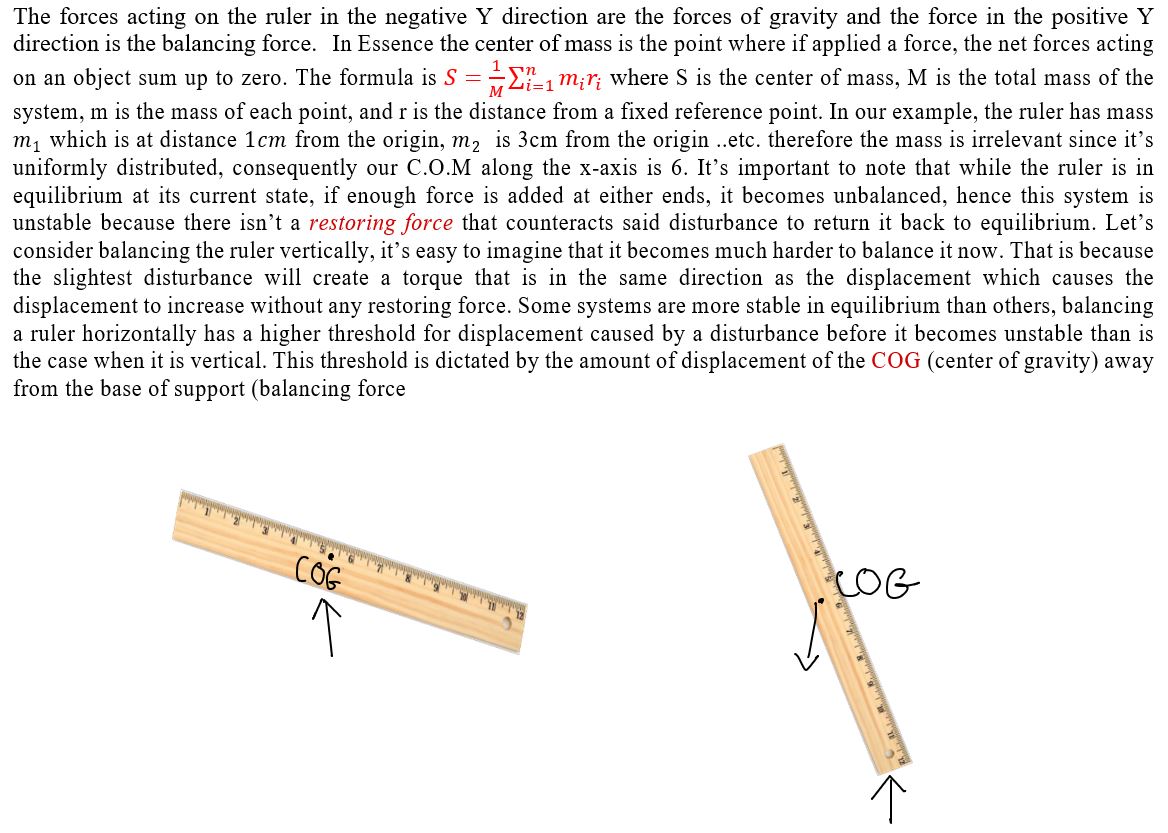 The forces acting on the ruler in the negative Y direction are the forces of gravity and the force in the positive Y
direction is the balancing force.  In Essence the center of mass is the point where if applied a force, the net forces acting
on an object sum up to zero. The formula is S = \frac{1}{M}\sum_{i=1}^{n} m_i r_i where S is the center of mass, M is the total mass of the
system, m is the mass of each point, and r is the distance from a fixed reference point. In our example, the ruler has mass
m₁ which is at distance 1cm from the origin, m₂ is 3cm from the origin ..etc. therefore the mass is irrelevant since it's
uniformly distributed, consequently our C.O.M along the x-axis is 6. It's important to note that while the ruler is in
equilibrium at its current state, if enough force is added at either ends, it becomes unbalanced, hence this system is
unstable because there isn't a restoring force that counteracts said disturbance to return it back to equilibrium. Let's
consider balancing the ruler vertically, it's easy to imagine that it becomes much harder to balance it now. That is because
the slightest disturbance will create a torque that is in the same direction as the displacement which causes the
displacement to increase without any restoring force. Some systems are more stable in equilibrium than others, balancing
a ruler horizontally has a higher threshold for displacement caused by a disturbance before it becomes unstable than is
the case when it is vertical. This threshold is dictated by the amount of displacement of the COG (center of gravity) away
from the base of support (balancing force
1 2 3 4 5 6 7 8 9 10 11 12
COG
1 2 3 4 5 6 7 8 9 10 11 12
COG